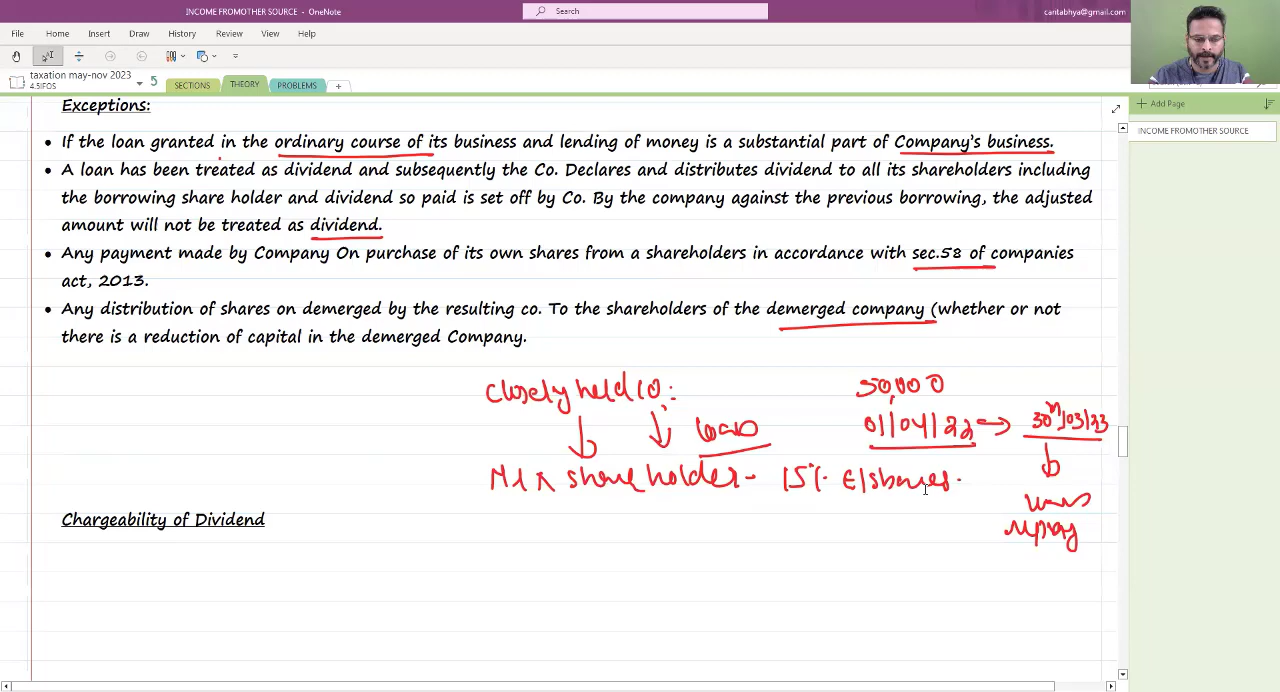 INCOME FROMOTHER SOURCE - OneNote
Search
cantabhya@gmail.com
File Home Insert Draw History Review View Help
taxation may-nov 2023
4.5IFOS
SECTIONS THEORY PROBLEMS +
+ Add Page
INCOME FROMOTHER SOURCE
Exceptions:
• If the loan granted in the ordinary course of its business and lending of money is a substantial part of Company's business.
• A loan has been treated as dividend and subsequently the Co. Declares and distributes dividend to all its shareholders including
the borrowing share holder and dividend so paid is set off by Co. By the company against the previous borrowing, the adjusted
amount will not be treated as dividend.
• Any payment made by Company On purchase of its own shares from a shareholders in accordance with sec.58 of companies
act, 2013.
• Any distribution of shares on demerged by the resulting co. To the shareholders of the demerged company (whether or not
there is a reduction of capital in the demerged Company.
Closely held Co: 50,000
loan 01/04/22 → 30th/03/23
Mr A shareholder - 15% E/shares.
loan
repay
Chargeability of Dividend